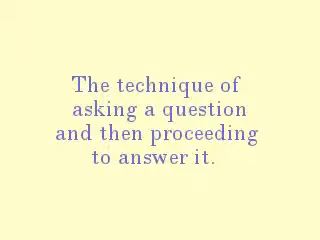 The technique of
asking a question
and then proceeding
to answer it.